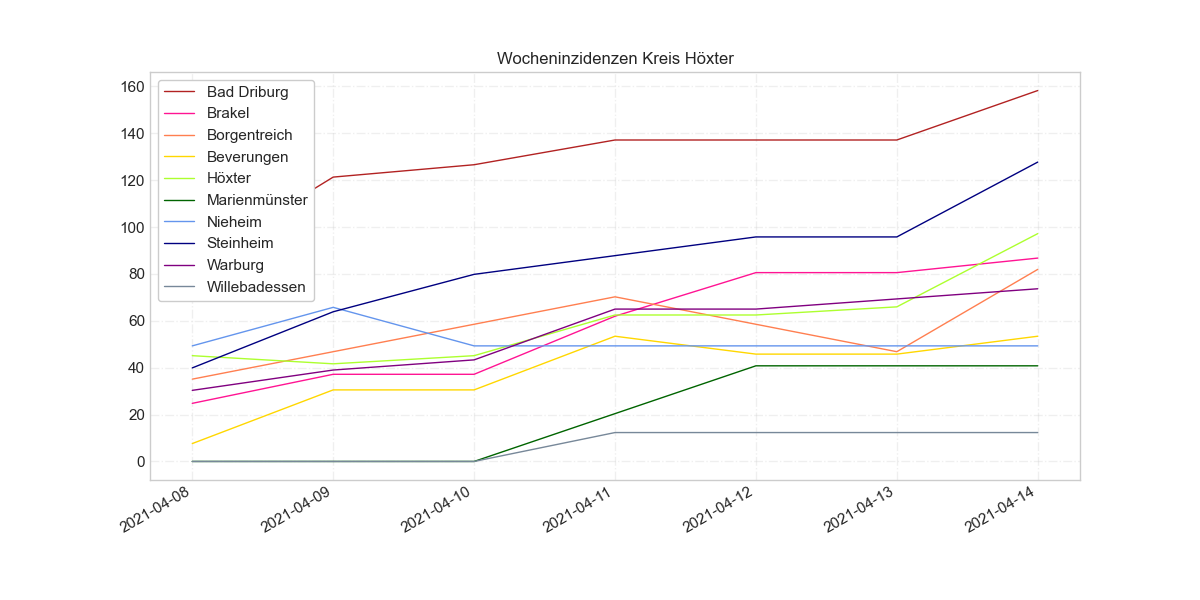 Wocheninzidenzen Kreis Höxter
160
140
120
100
80
60
40
20
0
Bad Driburg
Brakel
Borgentreich
Beverungen
Höxter
Marienmünster
Nieheim
Steinheim
Warburg
Willebadessen
2021-04-08
2021-04-09
2021-04-10
2021-04-11
2021-04-12
2021-04-13
2021-04-14